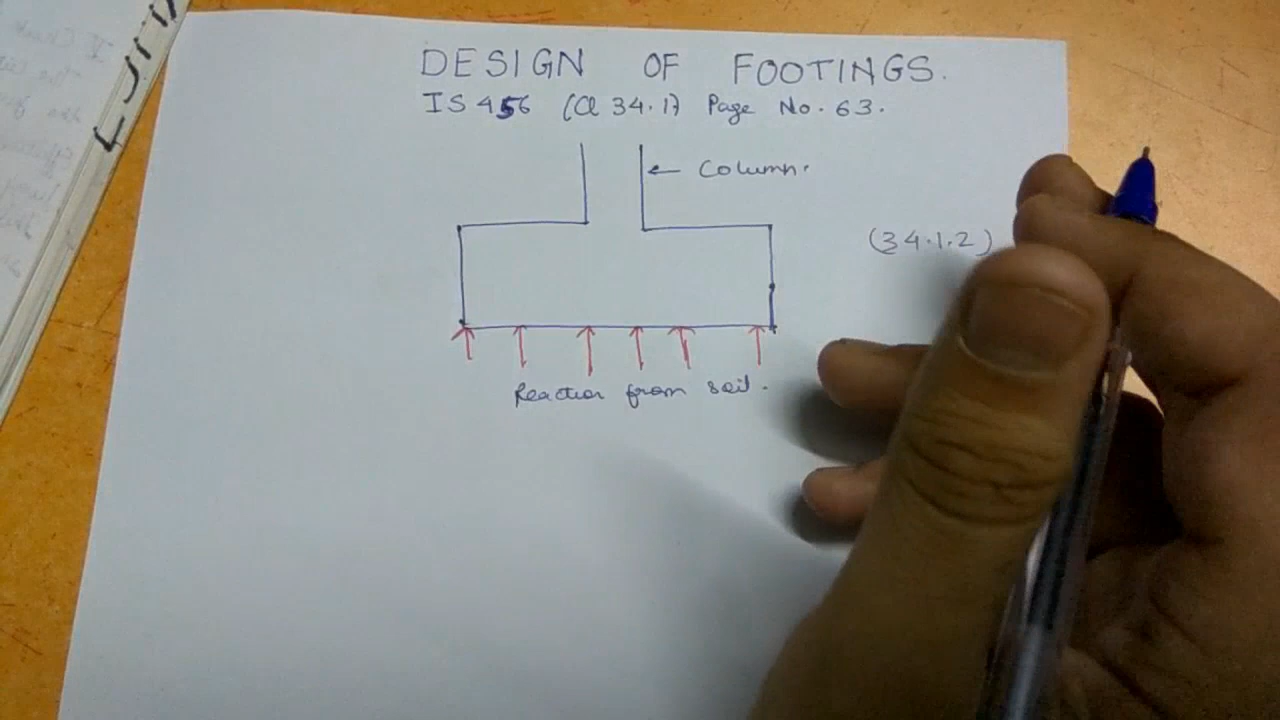 DESIGN OF FOOTINGS.
IS 456 (Cl 34.1) Page No. 63.
← Column.
(34.1.2)
Reaction from soil.